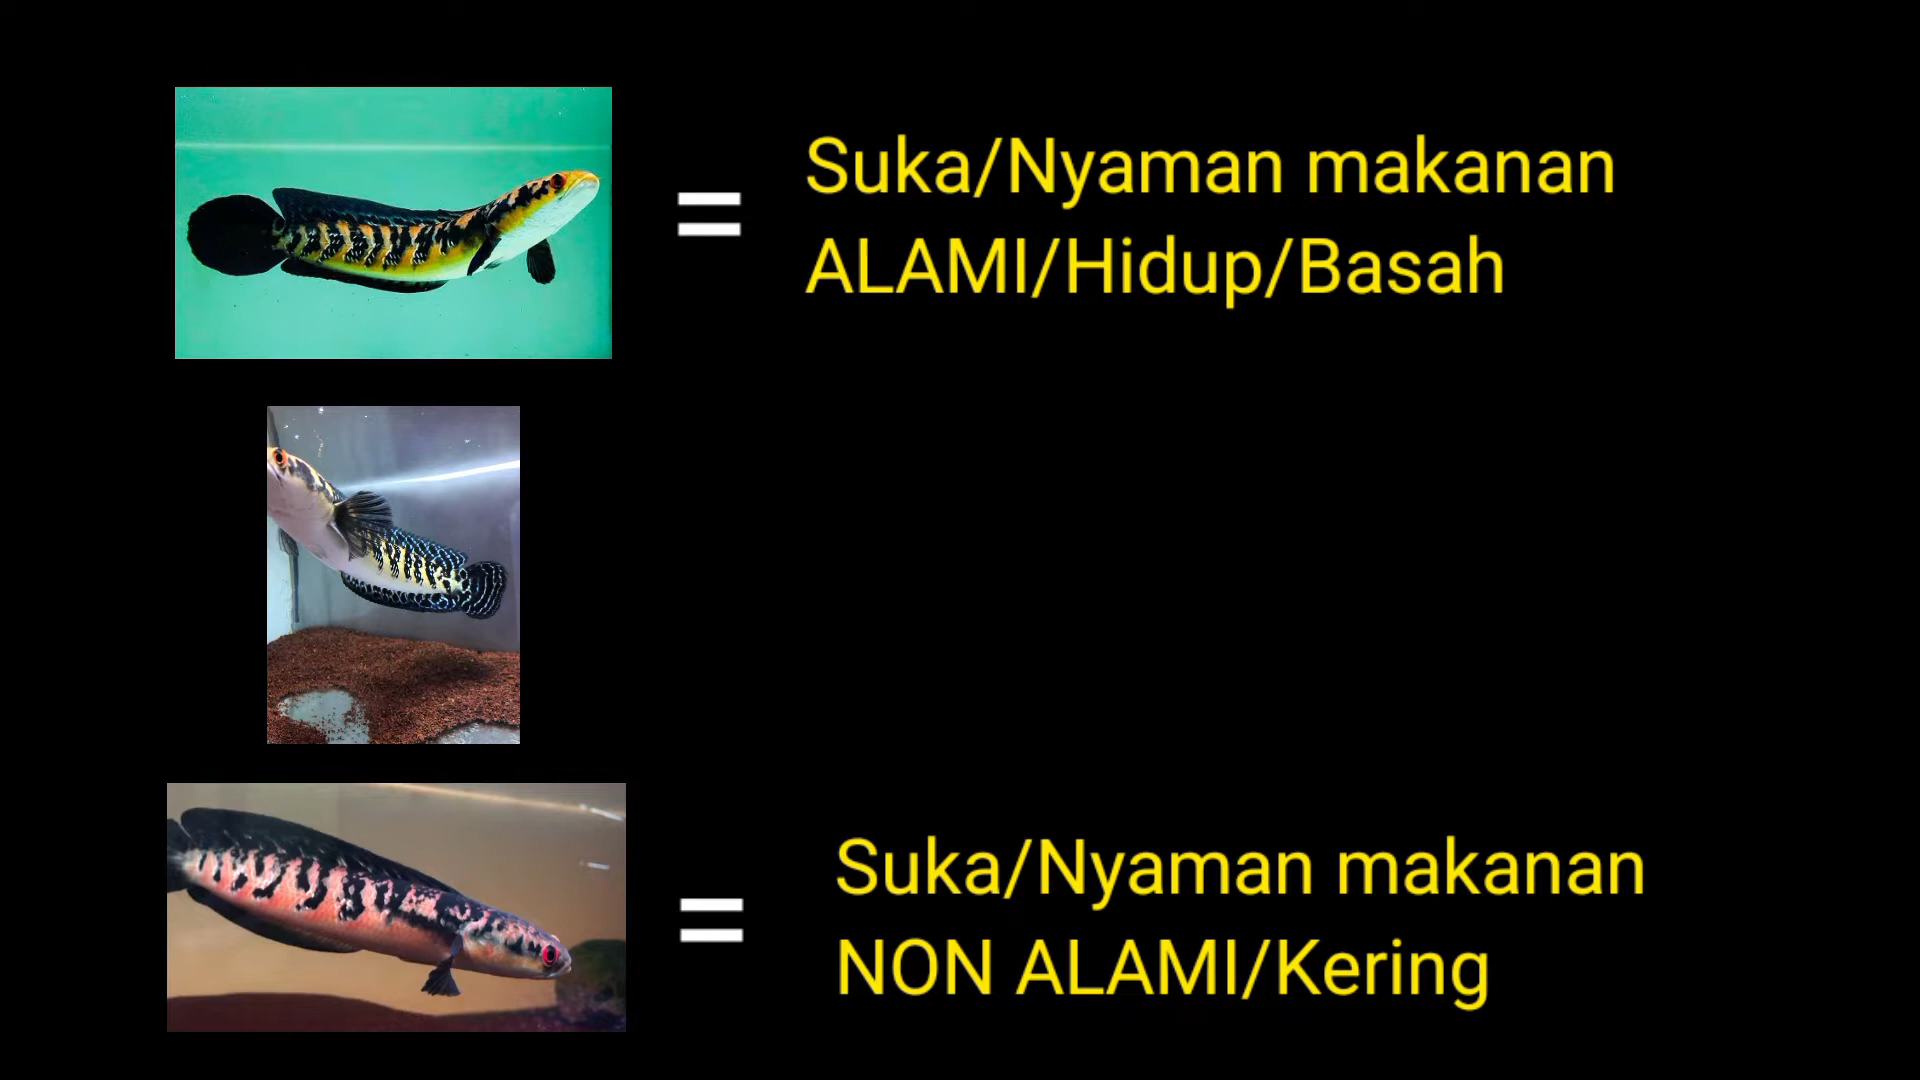 = Suka/Nyaman makanan
ALAMI/Hidup/Basah
= Suka/Nyaman makanan
NON ALAMI/Kering